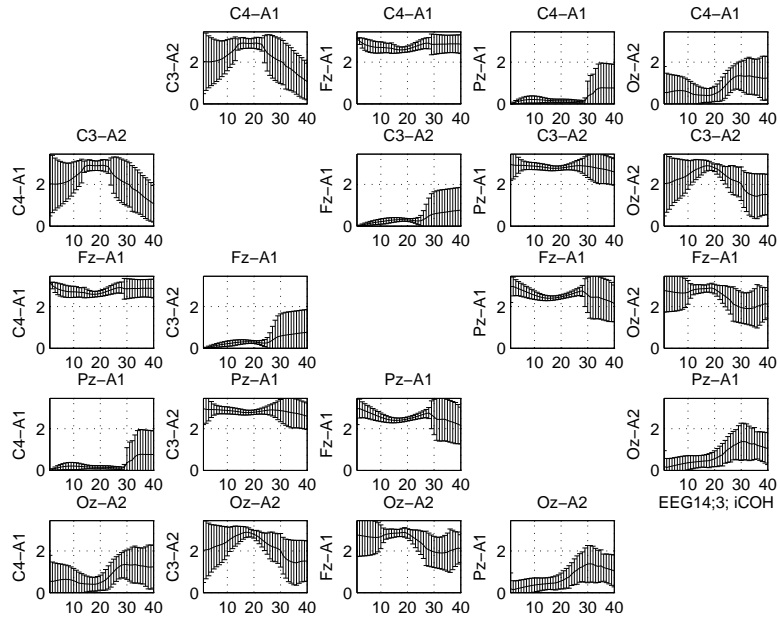 C4−A1 C4−A1 C4−A1 C4−A1
C3−A2 Fz−A1 Pz−A1 Oz−A2
2 2 2 2
0 0 0 0
10 20 30 40 10 20 30 40 10 20 30 40 10 20 30 40
C3−A2 C3−A2 C3−A2 C3−A2
C4−A1 Fz−A1 Pz−A1 Oz−A2
2 2 2 2
0 0 0 0
10 20 30 40 10 20 30 40 10 20 30 40 10 20 30 40
Fz−A1 Fz−A1 Fz−A1 Fz−A1
C4−A1 C3−A2 Pz−A1 Oz−A2
2 2 2 2
0 0 0 0
10 20 30 40 10 20 30 40 10 20 30 40 10 20 30 40
Pz−A1 Pz−A1 Pz−A1 Pz−A1
C4−A1 C3−A2 Fz−A1 Oz−A2
2 2 2 2
0 0 0 0
10 20 30 40 10 20 30 40 10 20 30 40 10 20 30 40
Oz−A2 Oz−A2 Oz−A2 Oz−A2 EEG14;3; iCOH
C4−A1 C3−A2 Fz−A1 Pz−A1
2 2 2 2
0 0 0 0
10 20 30 40 10 20 30 40 10 20 30 40 10 20 30 40